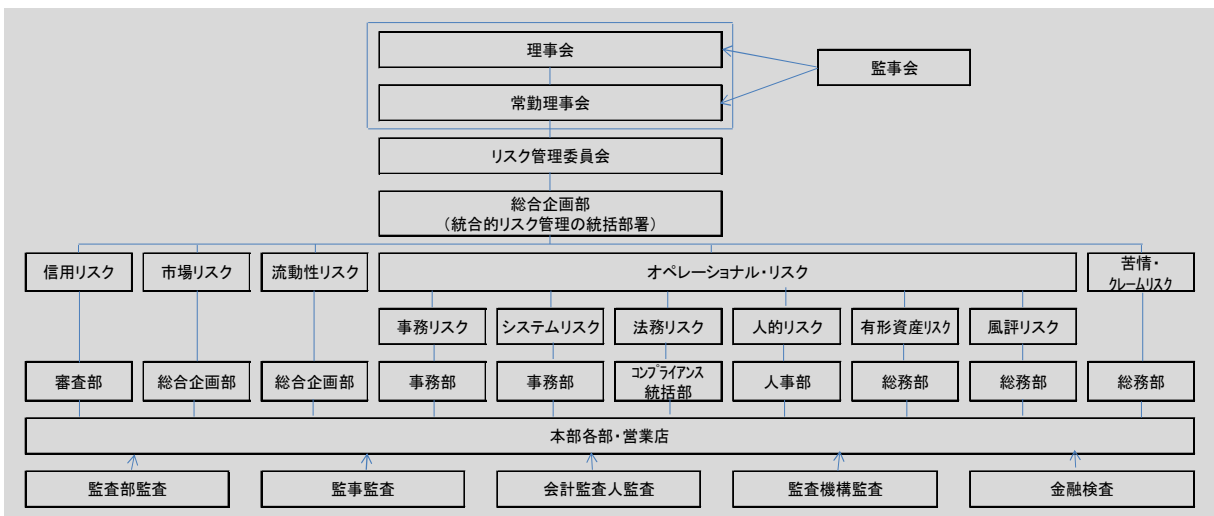 理事会
監事会
常勤理事会
リスク管理委員会
総合企画部
（統合的リスク管理の統括部署）
信用リスク
市場リスク
流動性リスク
オペレーショナル・リスク
苦情・
クレームリスク
事務リスク
システムリスク
法務リスク
人的リスク
有形資産リスク
風評リスク
審査部
総合企画部
総合企画部
事務部
事務部
コンプライアンス
統括部
人事部
総務部
総務部
総務部
本部各部・営業店
監査部監査
監事監査
会計監査人監査
監査機構監査
金融検査